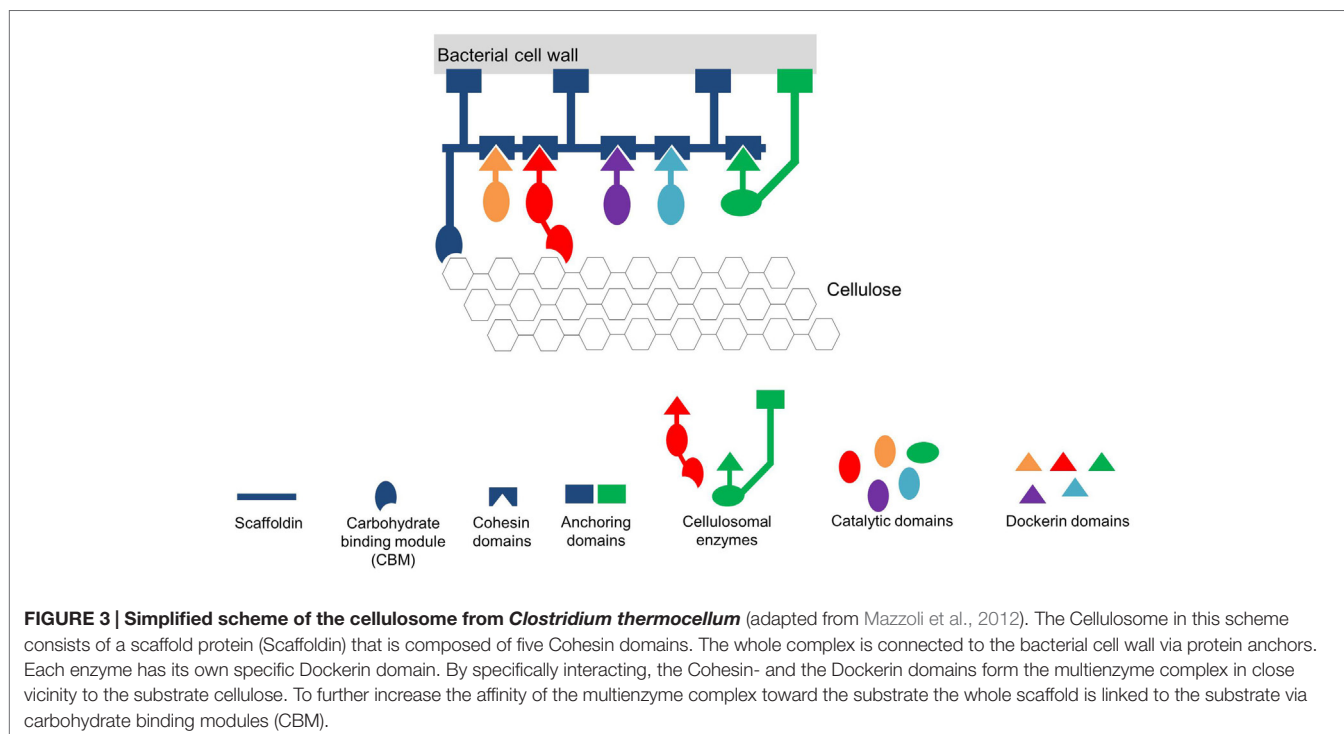 Bacterial cell wall
Cellulose
Scaffoldin
Carbohydrate
binding module
(CBM)
Cohesin
domains
Anchoring
domains
Cellulosomal
enzymes
Catalytic domains
Dockerin domains
FIGURE 3 | Simplified scheme of the cellulosome from Clostridium thermocellum (adapted from Mazzoli et al., 2012). The Cellulosome in this scheme
consists of a scaffold protein (Scaffoldin) that is composed of five Cohesin domains. The whole complex is connected to the bacterial cell wall via protein anchors.
Each enzyme has its own specific Dockerin domain. By specifically interacting, the Cohesin- and the Dockerin domains form the multienzyme complex in close
vicinity to the substrate cellulose. To further increase the affinity of the multienzyme complex toward the substrate the whole scaffold is linked to the substrate via
carbohydrate binding modules (CBM).